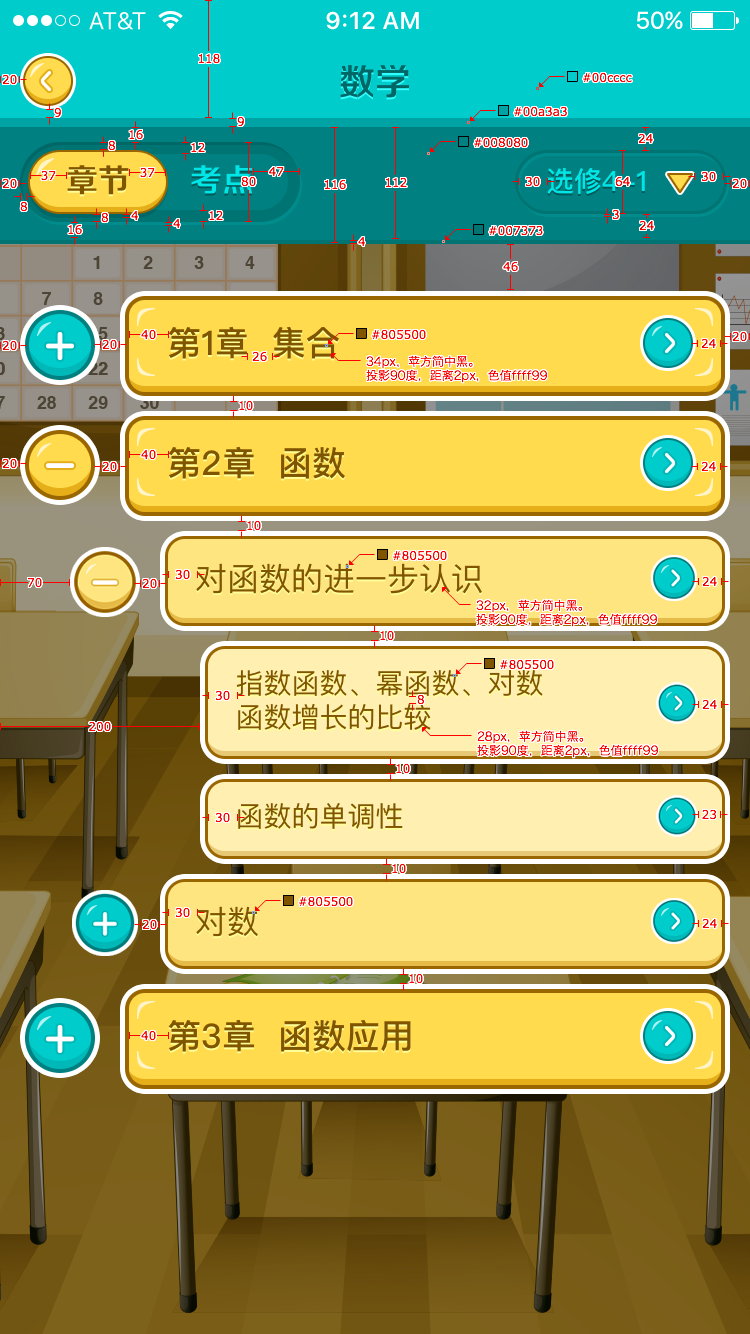 AT&T 9:12 AM 50%
118
20
数学
#00cccc
9
#00a3a3
9
16
8
12
#008080
24
37
章节
37
考点
47
80
116
112
30
选修4-1
64
30
20
20
8
8
4
4
12
3
24
16
#007373
4
46
1 2 3 4
7 8
40
第1章 集合
#805500
24
20
20
20
26
34px、苹方简中黑。
投影90度，距离2px，色值ffff99
22
28 29 30
10
20
20
40
第2章 函数
24
10
70
20
30
对函数的进一步认识
#805500
24
32px、苹方简中黑。
投影90度，距离2px，色值ffff99
10
#805500
30
指数函数、幂函数、对数
8
函数增长的比较
24
200
28px、苹方简中黑。
投影90度，距离2px，色值ffff99
10
30
函数的单调性
23
10
20
30
对数
#805500
24
10
40
第3章 函数应用